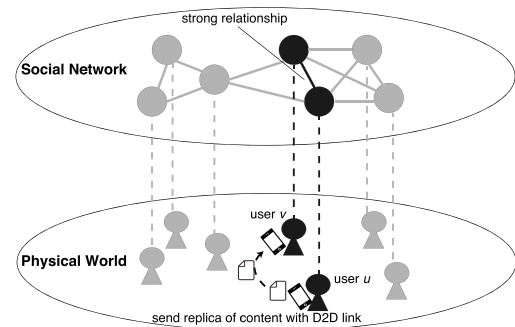 strong relationship
Social Network
user v
Physical World
user u
send replica of content with D2D link